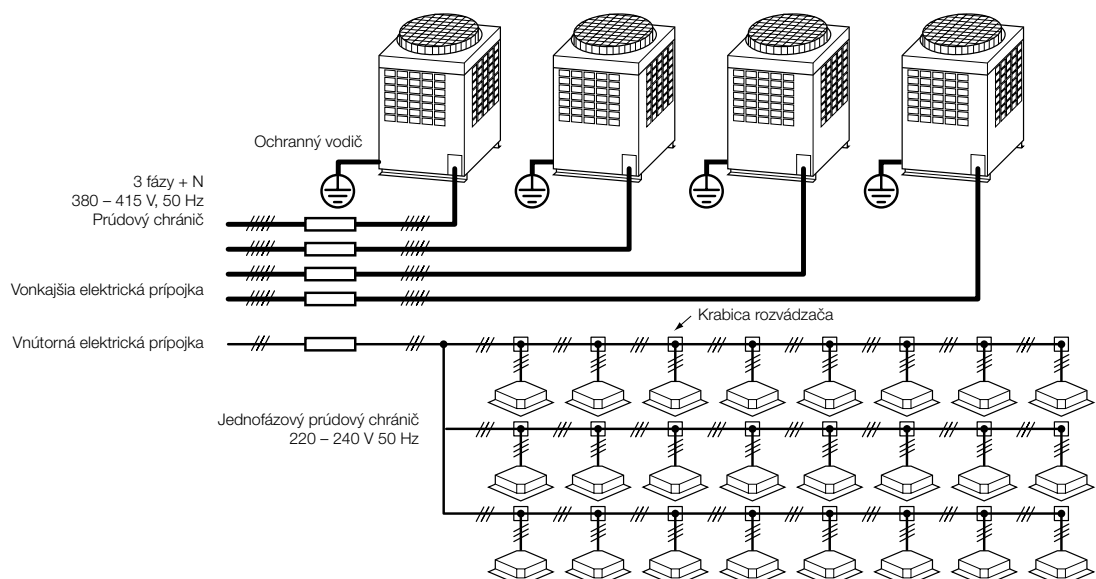 Ochranný vodič
3 fázy + N
380 – 415 V, 50 Hz
Prúdový chránič
Vonkajšia elektrická prípojka
Krabica rozvádzača
Vnútorná elektrická prípojka
Jednofázový prúdový chránič
220 – 240 V 50 Hz